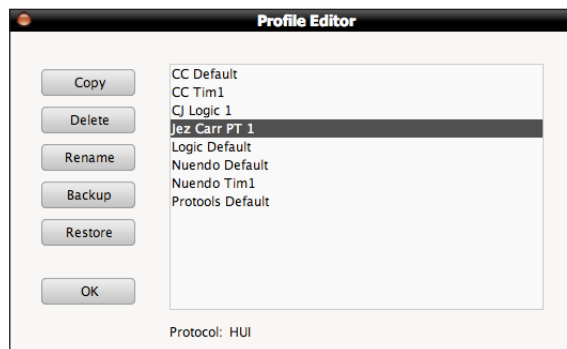 Profile Editor
Copy
Delete
Rename
Backup
Restore
OK
CC Default
CC Tim1
CJ Logic 1
Jez Carr PT 1
Logic Default
Nuendo Default
Nuendo Tim1
Protools Default
Protocol: HUI